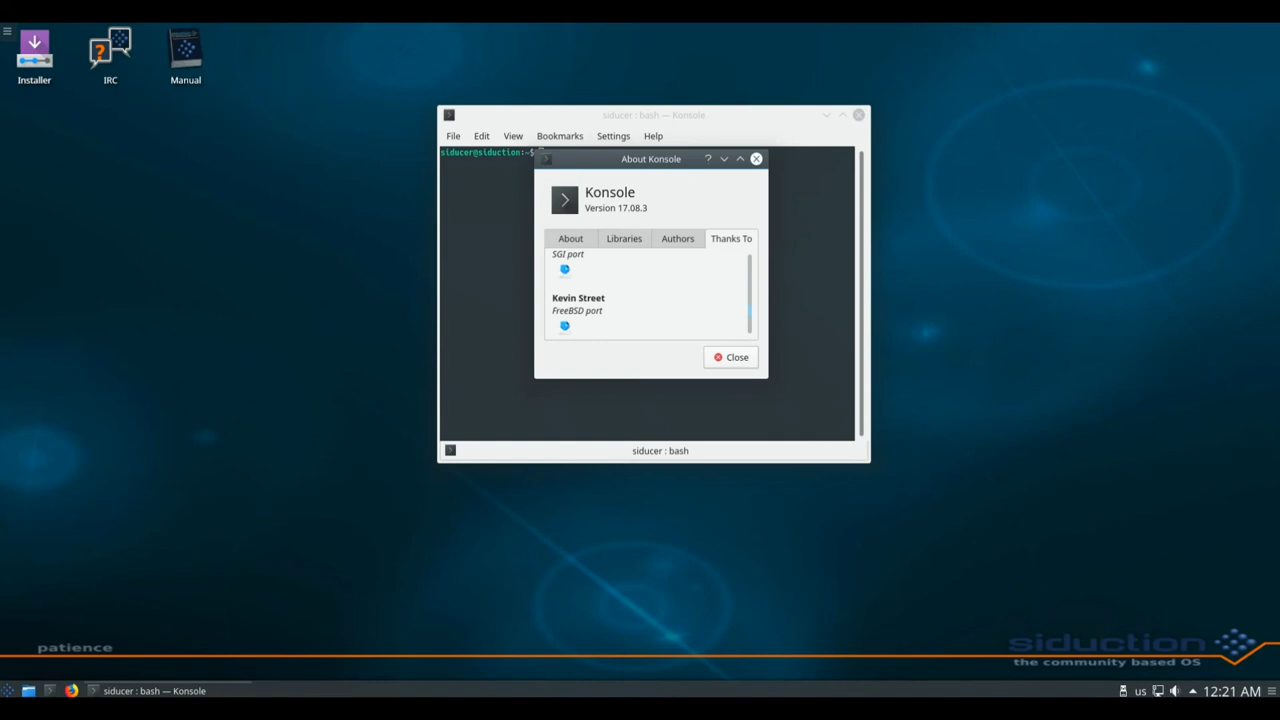 Installer
IRC
Manual
siducer : bash — Konsole
File Edit View Bookmarks Settings Help
siducer@siduction:~$
About Konsole
Konsole
Version 17.08.3
About Libraries Authors Thanks To
SGI port
Kevin Street
FreeBSD port
Close
siducer : bash
patience
siduction
the community based OS
siducer : bash — Konsole
us
12:21 AM